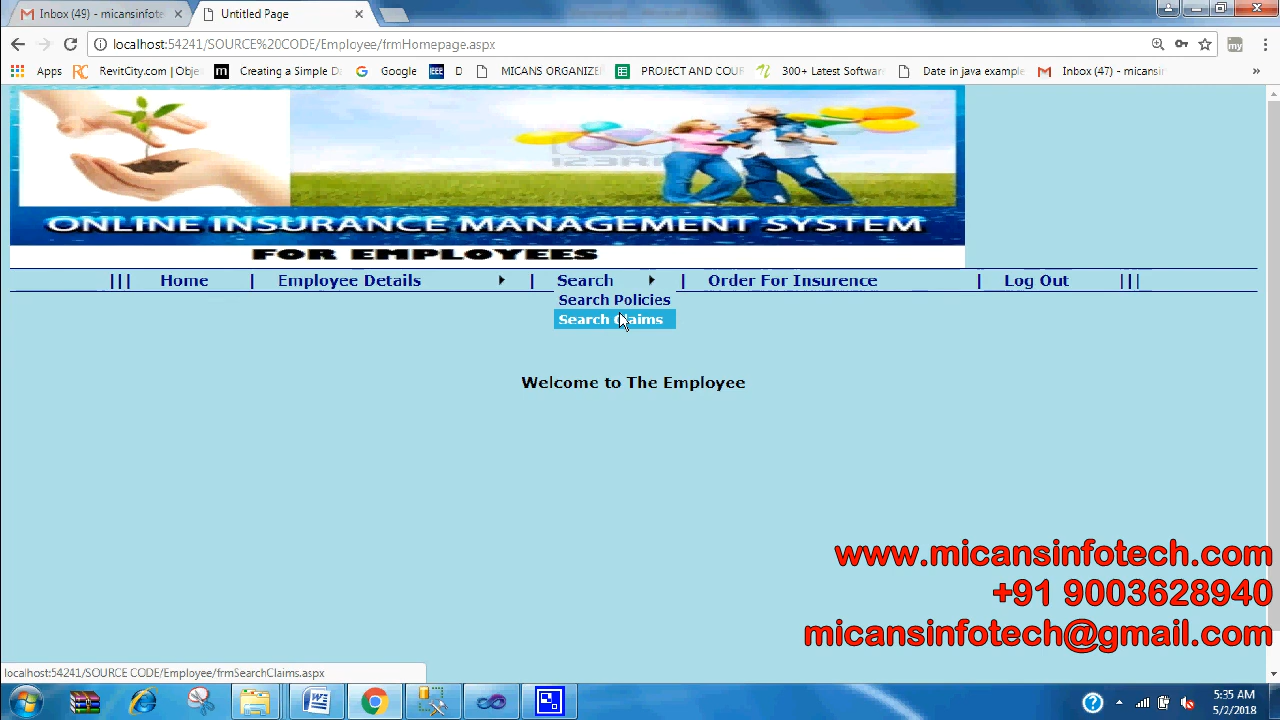 Inbox (49) - micansinfote
Untitled Page
localhost:54241/SOURCE%20CODE/Employee/frmHomepage.aspx
my
Apps
RevitCity.com | Obje
Creating a Simple D
Google
IEEE D
MICANS ORGANIZE
PROJECT AND COUR
300+ Latest Softwar
Date in java example
Inbox (47) - micansir
»
ONLINE INSURANCE MANAGEMENT SYSTEM
FOR EMPLOYEES
||| Home | Employee Details | Search | Order For Insurence | Log Out |||
Search Policies
Search Claims
Welcome to The Employee
www.micansinfotech.com
+91 9003628940
micansinfotech@gmail.com
localhost:54241/SOURCE CODE/Employee/frmSearchClaims.aspx
5:35 AM
5/2/2018